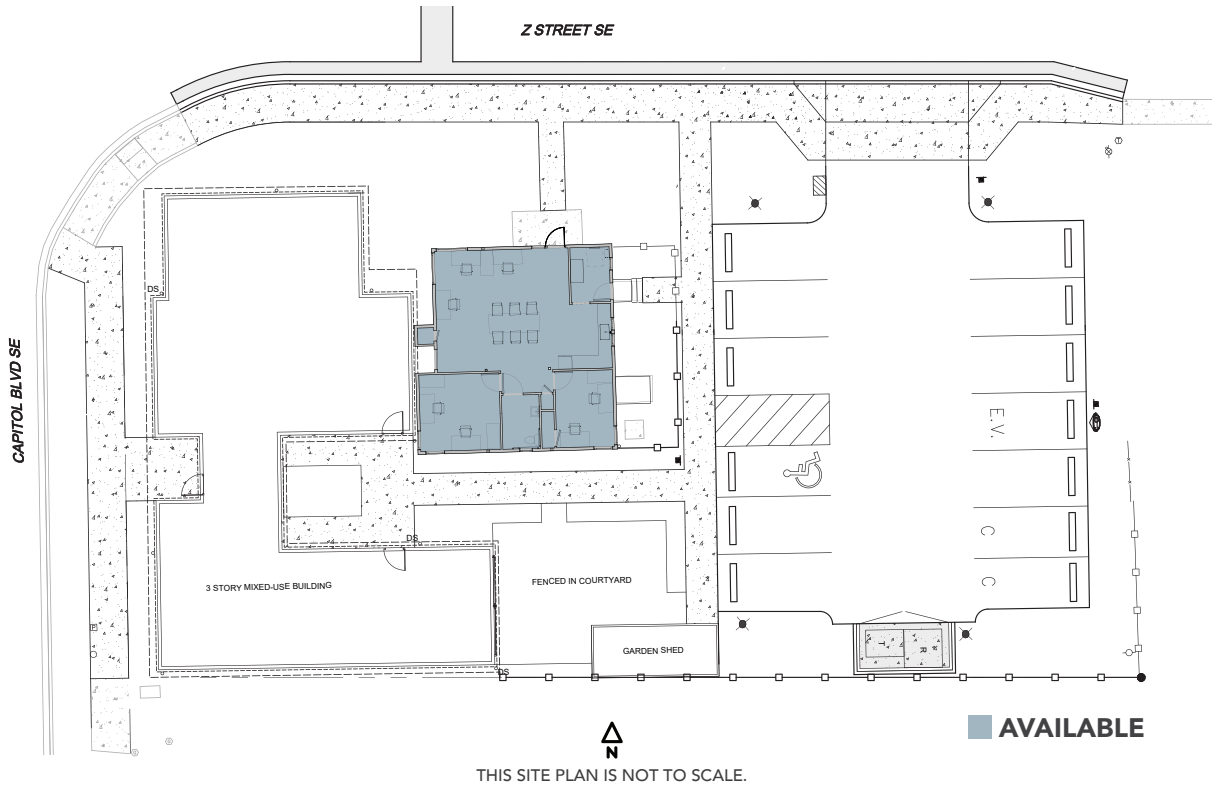 Z STREET SE
CAPITOL BLVD SE
DS
E.V.
C
DS
C
3 STORY MIXED-USE BUILDING
FENCED IN COURTYARD
P
GARDEN SHED
T
R
DS
AVAILABLE
N
THIS SITE PLAN IS NOT TO SCALE.